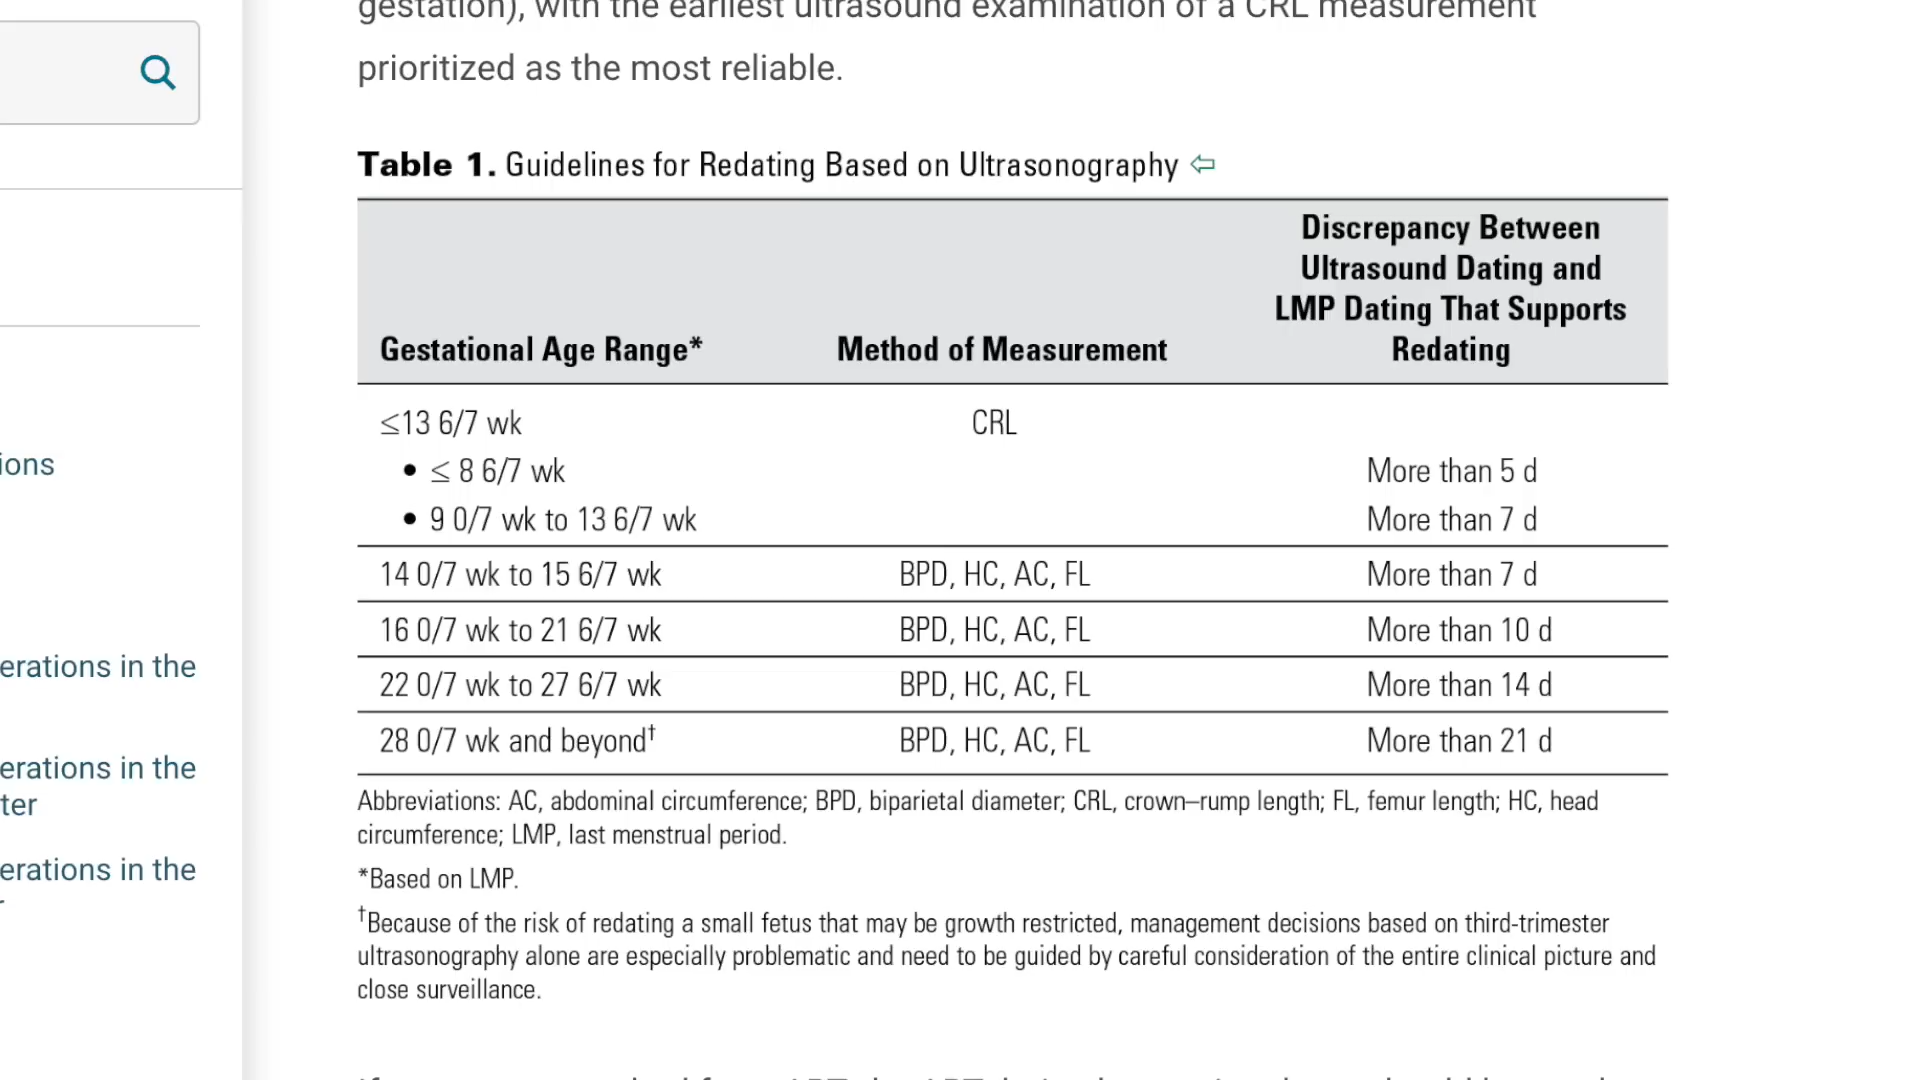 gestation), with the earliest ultrasound examination of a CRL measurement
prioritized as the most reliable.
Table 1. Guidelines for Redating Based on Ultrasonography ⇦
Gestational Age Range* Method of Measurement Discrepancy Between Ultrasound Dating and LMP Dating That Supports Redating
≤13 6/7 wk CRL
• ≤ 8 6/7 wk More than 5 d
• 9 0/7 wk to 13 6/7 wk More than 7 d
14 0/7 wk to 15 6/7 wk BPD, HC, AC, FL More than 7 d
16 0/7 wk to 21 6/7 wk BPD, HC, AC, FL More than 10 d
22 0/7 wk to 27 6/7 wk BPD, HC, AC, FL More than 14 d
28 0/7 wk and beyond† BPD, HC, AC, FL More than 21 d
Abbreviations: AC, abdominal circumference; BPD, biparietal diameter; CRL, crown–rump length; FL, femur length; HC, head
circumference; LMP, last menstrual period.
*Based on LMP.
†Because of the risk of redating a small fetus that may be growth restricted, management decisions based on third-trimester
ultrasonography alone are especially problematic and need to be guided by careful consideration of the entire clinical picture and
close surveillance.
ions
erations in the
erations in the
ter
erations in the